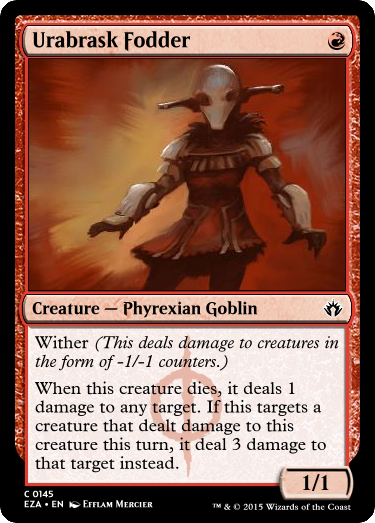 Urabrask Fodder
Creature — Phyrexian Goblin
Wither (This deals damage to creatures in
the form of -1/-1 counters.)
When this creature dies, it deals 1
damage to any target. If this targets a
creature that dealt damage to this
creature this turn, it deal 3 damage to
that target instead.
1/1
C 0145
EZA • EN Efflam Mercier
™ & © 2015 Wizards of the Coast